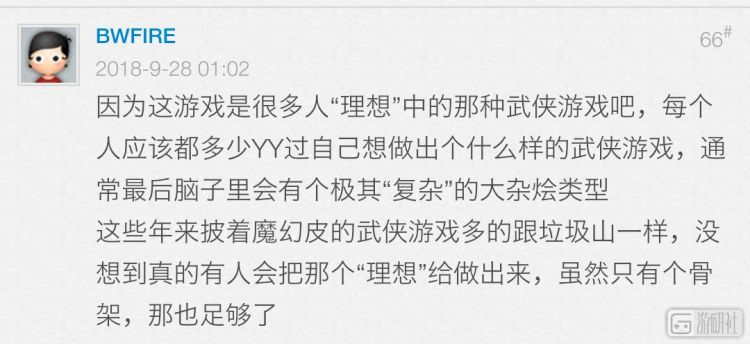 BWFIRE
66#
2018-9-28 01:02
因为这游戏是很多人“理想”中的那种武侠游戏吧，每个
人应该都多少YY过自己想做出个什么样的武侠游戏，通
常最后脑子里会有个极其“复杂”的大杂烩类型
这些年来披着魔幻皮的武侠游戏多的跟垃圾山一样，没
想到真的有人会把那个“理想”给做出来，虽然只有个骨
架，那也足够了
游研社